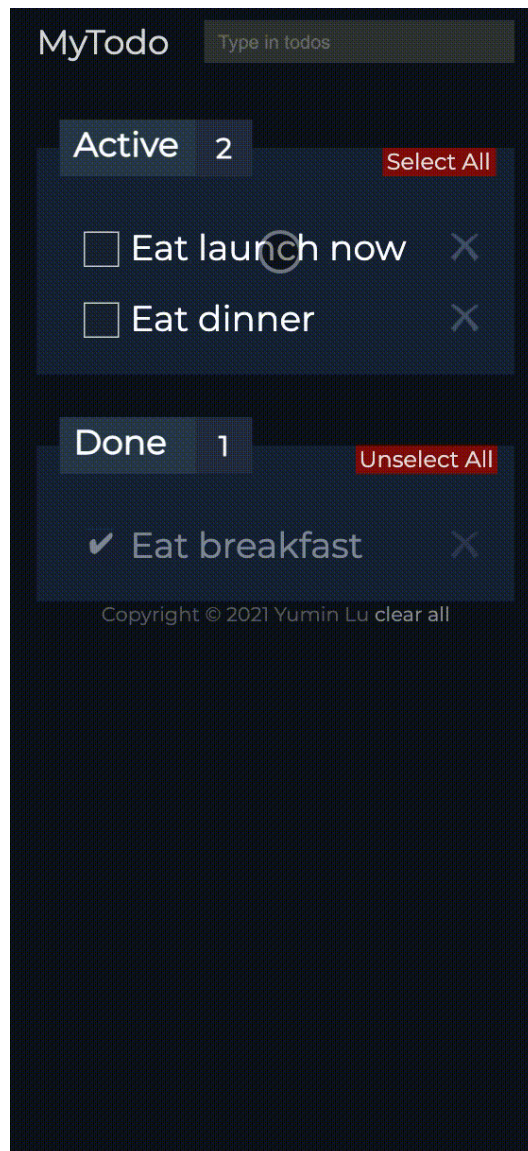 MyTodo Type in todos
Active 2
Select All
Eat launch now
Eat dinner
Done 1
Unselect All
✔ Eat breakfast
Copyright © 2021 Yumin Lu clear all